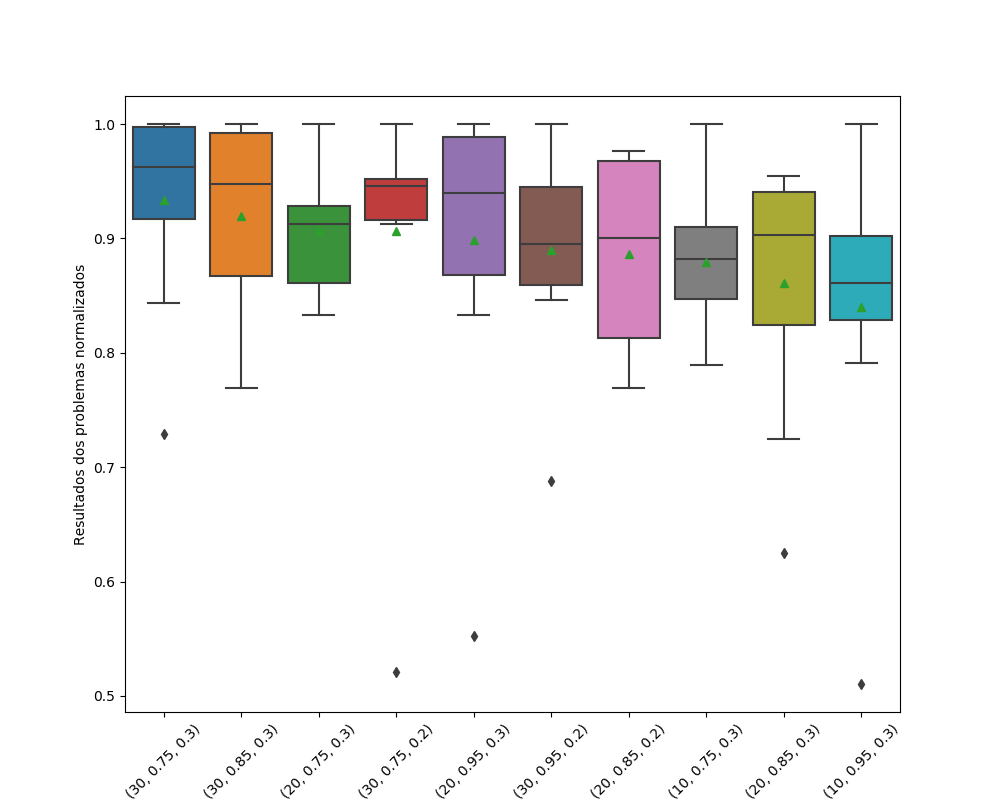 Resultados dos problemas normalizados
1.0
0.9
0.8
0.7
0.6
0.5
(30, 0.75, 0.3)
(30, 0.85, 0.3)
(20, 0.75, 0.3)
(30, 0.75, 0.2)
(20, 0.95, 0.3)
(30, 0.95, 0.2)
(20, 0.85, 0.2)
(10, 0.75, 0.3)
(20, 0.85, 0.3)
(10, 0.95, 0.3)